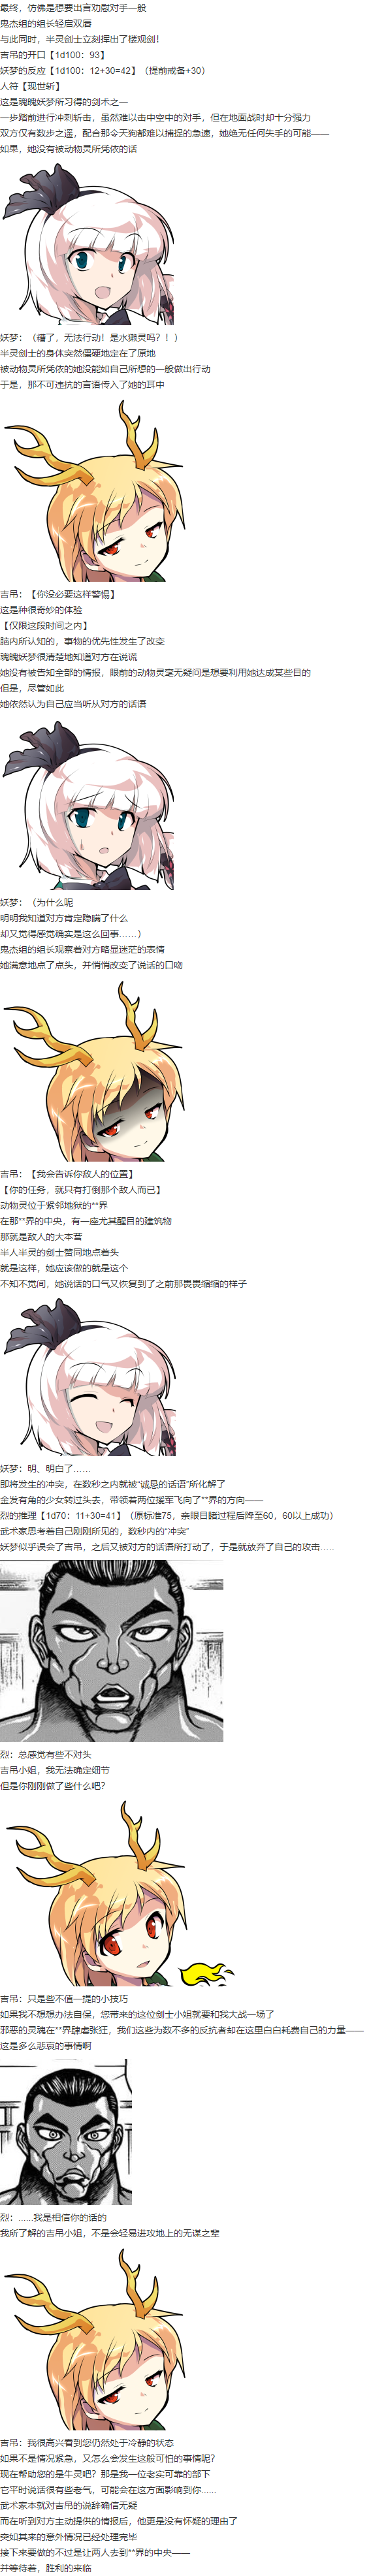 最终，仿佛是想要出言劝慰对手一般
鬼杰组的组长轻启双唇
与此同时，半灵剑士立刻挥出了楼观剑！
吉吊的开口【1d100：93】
妖梦的反应【1d100：12+30=42】（提前戒备+30）
人符【现世斩】
这是魂魄妖梦所习得的剑术之一
一步踏前进行冲刺斩击，虽然难以击中空中的对手，但在地面战时却十分强力
双方仅有数步之遥，配合那令天狗都难以捕捉的急速，她绝无任何失手的可能——
如果，她没有被动物灵所凭依的话
妖梦：（糟了，无法行动！是水獭灵吗？！）
半灵剑士的身体突然僵硬地定在了原地
被动物灵所凭依的她没能如自己所想的一般做出行动
于是，那不可违抗的言语传入了她的耳中
吉吊：【你没必要这样警惕】
这是种很奇妙的体验
【仅限这段时间之内】
脑内所认知的，事物的优先性发生了改变
魂魄妖梦很清楚地知道对方在说谎
她没有被告知全部的情报，眼前的动物灵毫无疑问是想要利用她达成某些目的
但是，尽管如此
她依然认为自己应当听从对方的话语
妖梦：（为什么呢
明明我知道对方肯定隐瞒了什么
却又觉得感觉确实是这么回事……）
鬼杰组的组长观察着对方略显迷茫的表情
她满意地点了点头，并悄悄改变了说话的口吻
吉吊：【我会告诉你敌人的位置】
【你的任务，就只有打倒那个敌人而已】
动物灵位于紧邻地狱的**界
在那**界的中央，有一座尤其醒目的建筑物
那就是敌人的大本营
半人半灵的剑士赞同地点着头
就是这样，她应该做的就是这个
不知不觉间，她说话的口气又恢复到了之前那畏畏缩缩的样子
妖梦：明、明白了……
即将发生的冲突，在数秒之内就被“诚恳的话语”所化解了
金发有角的少女转过头去，带领着两位援军飞向了**界的方向——
烈的推理【1d70：11+30=41】（原标准75，亲眼目睹过程后降至60，60以上成功）
武术家思考着自己刚刚所见的，数秒内的“冲突”
妖梦似乎误会了吉吊，之后又被对方的话语所打动了，于是就放弃了自己的攻击……
烈：总感觉有些不对头
吉吊小姐，我无法确定细节
但是你刚刚做了些什么吧？
吉吊：只是些不值一提的小技巧
如果我不想想办法自保，您带来的这位剑士小姐就要和我大战一场了
邪恶的灵魂在**界肆虐张狂，我们这些为数不多的反抗者却在这里白白耗费自己的力量——
这是多么悲哀的事情啊
烈：……我是相信你的话的
我所了解的吉吊小姐，不是会轻易进攻地上的无谋之辈
吉吊：我很高兴看到您仍然处于冷静的状态
如果不是情况紧急，又怎么会发生这般可怕的事情呢？
现在帮助您的是牛灵吧？那是我一位老实可靠的部下
它平时说话很有些老气，可能会在这方面影响到你……
武术家本就对吉吊的说辞确信无疑
而在听到对方主动提供的情报后，他更是没有怀疑的理由了
突如其来的意外情况已经处理完毕
接下来要做的不过是让两人去到**界的中央——
并等待着，胜利的来临